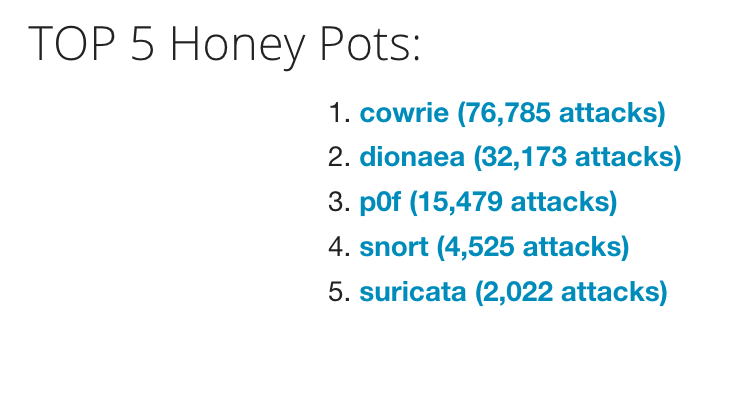 TOP 5 Honey Pots:
1. cowrie (76,785 attacks)
2. dionaea (32,173 attacks)
3. p0f (15,479 attacks)
4. snort (4,525 attacks)
5. suricata (2,022 attacks)